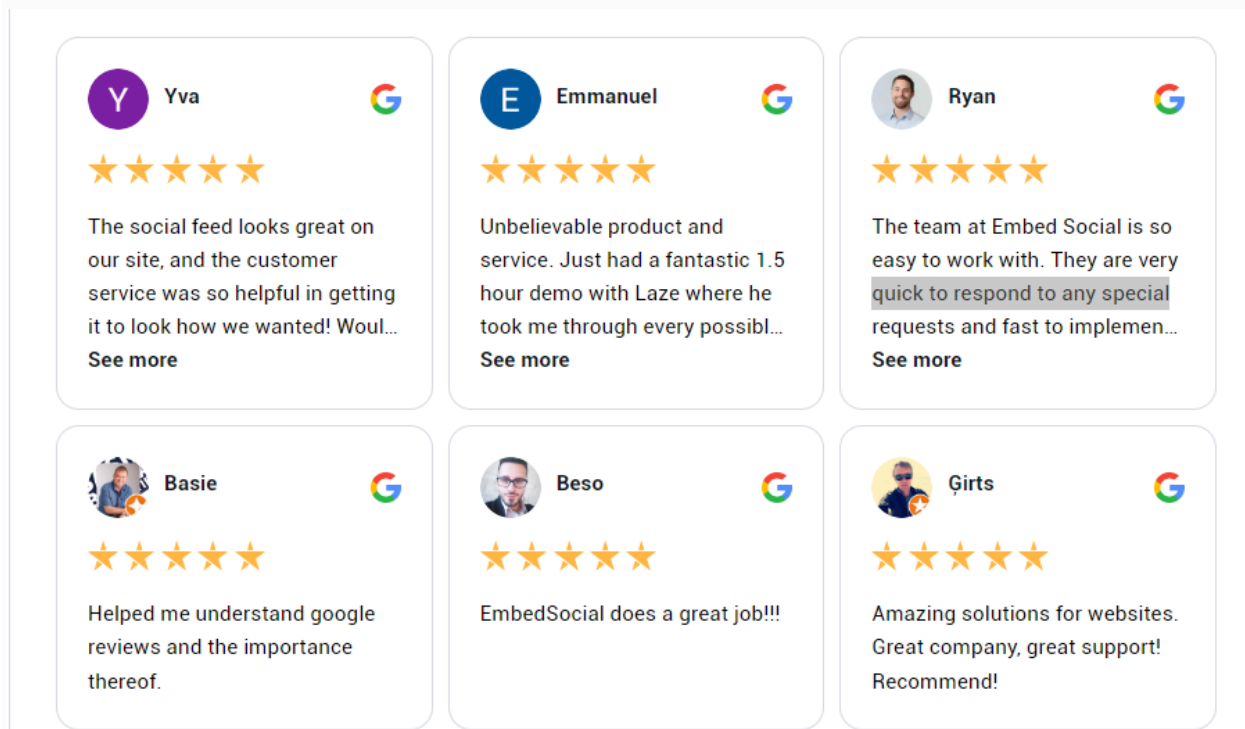 Y Yva
The social feed looks great on
our site, and the customer
service was so helpful in getting
it to look how we wanted! Woul...
See more
E Emmanuel
Unbelievable product and
service. Just had a fantastic 1.5
hour demo with Laze where he
took me through every possibl...
See more
Ryan
The team at Embed Social is so
easy to work with. They are very
quick to respond to any special
requests and fast to implemen...
See more
Basie
Helped me understand google
reviews and the importance
thereof.
Beso
EmbedSocial does a great job!!!
Ģirts
Amazing solutions for websites.
Great company, great support!
Recommend!